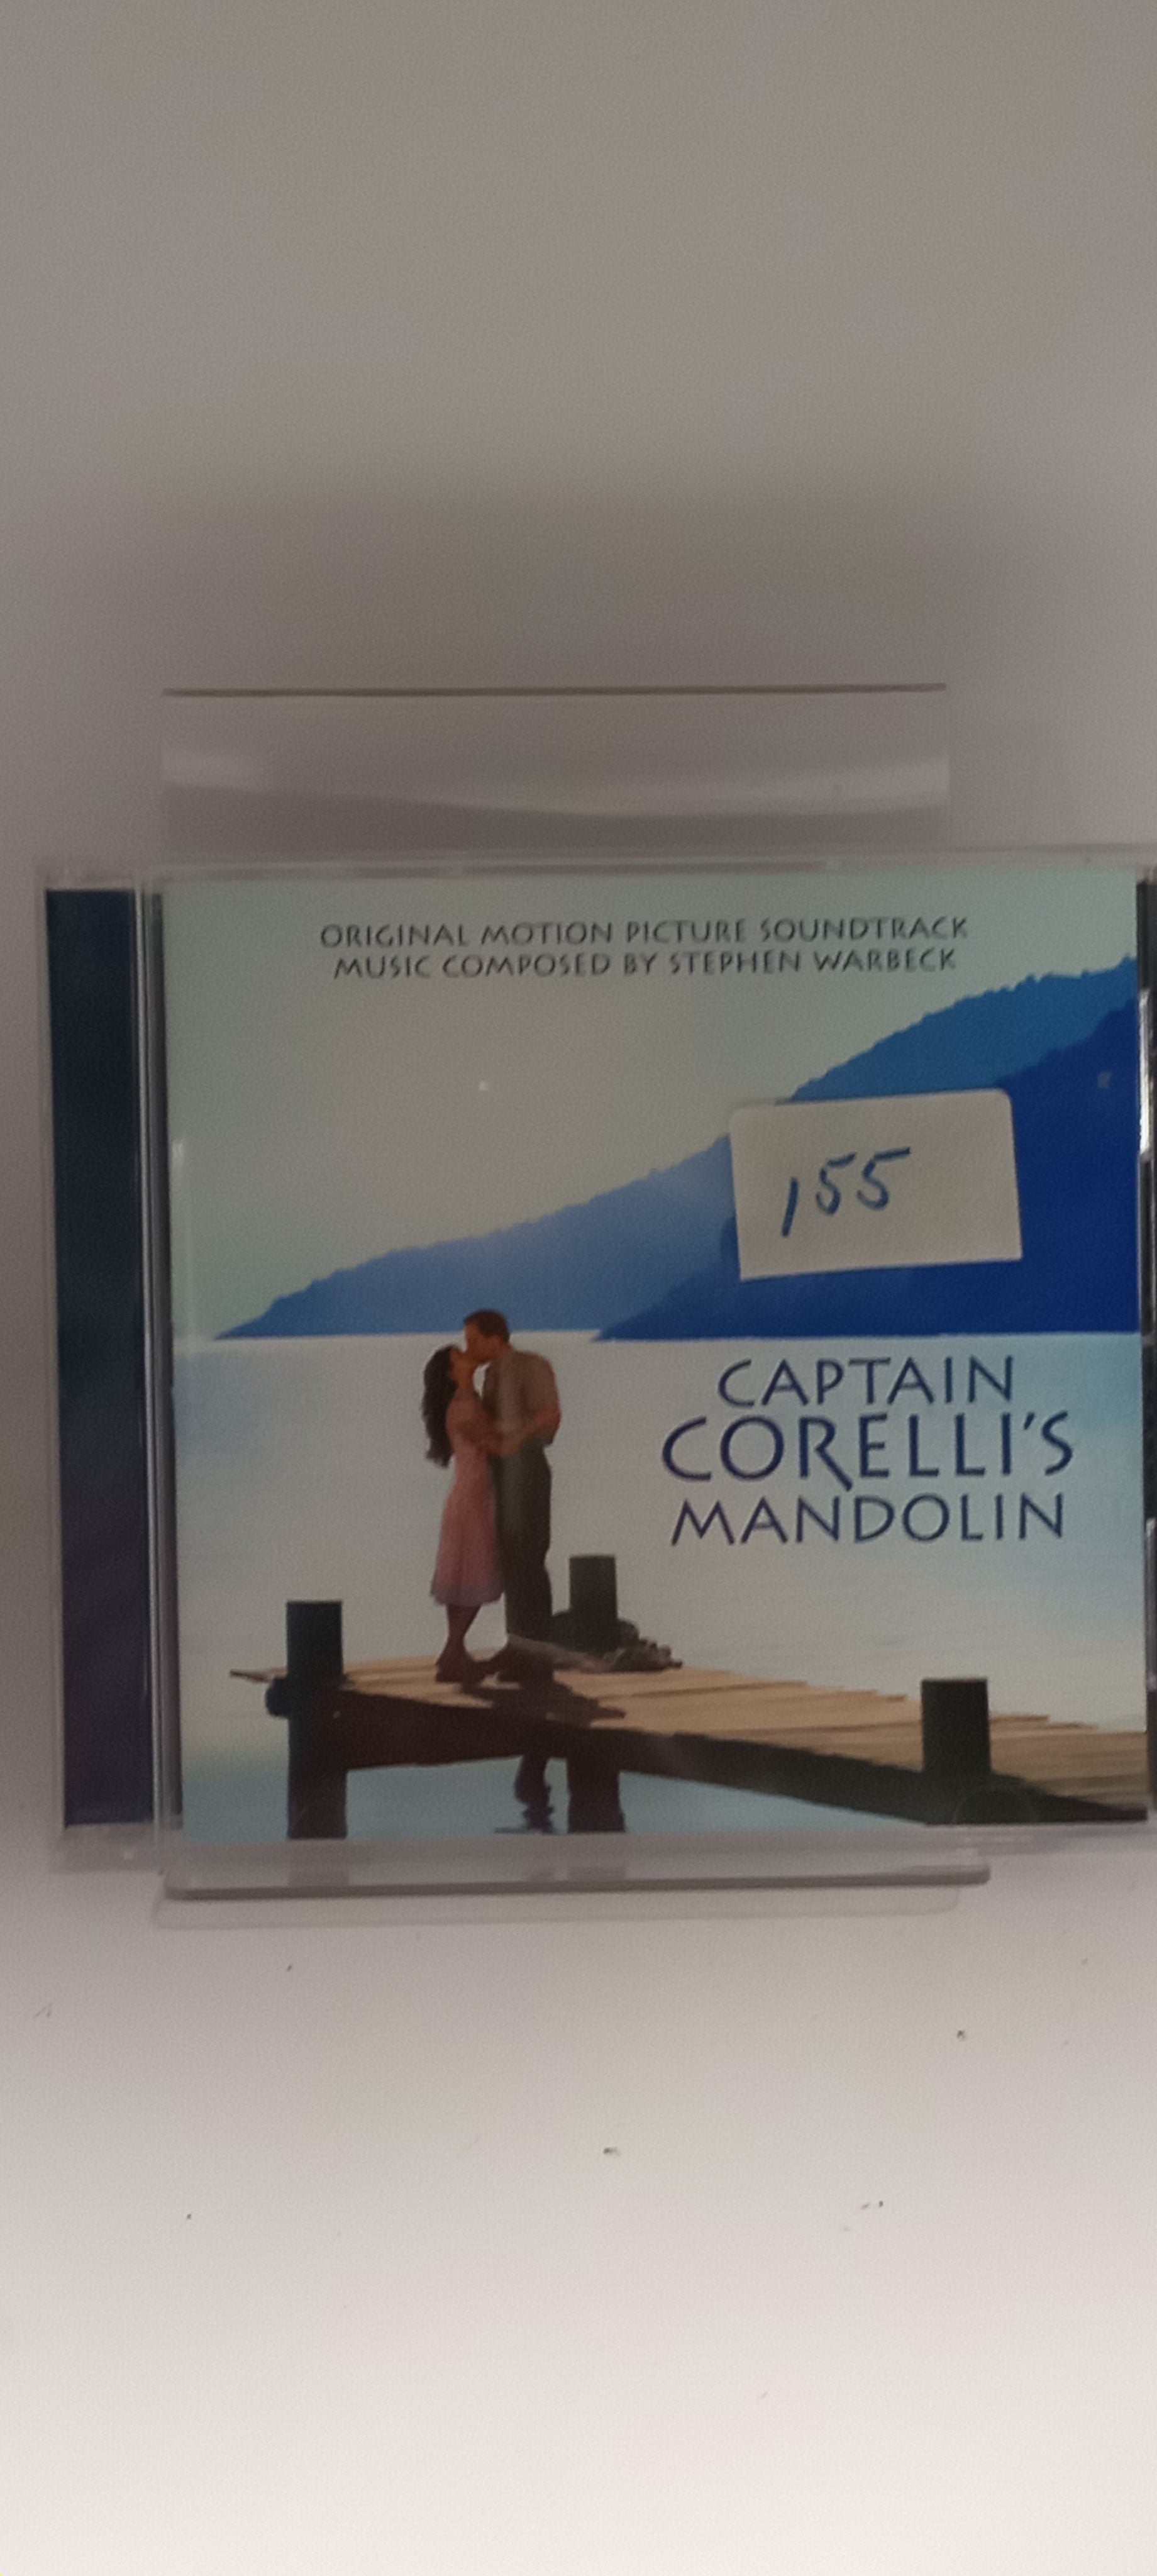 ORIGINAL MOTION PICTURE SOUNDTRACK
MUSIC COMPOSED BY STEPHEN WARBECK
155
CAPTAIN
CORELLI'S
MANDOLIN